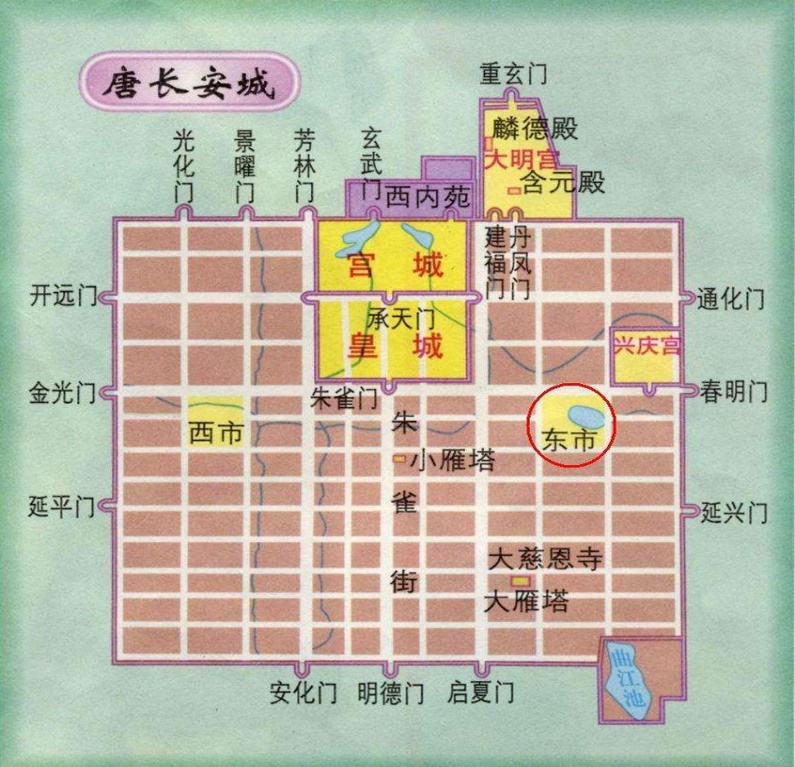 唐长安城
重玄门
麟德殿
大明宫
含元殿
光化门
景曜门
芳林门
玄武门
西内苑
建福门
丹凤门
宫城
开远门
通化门
承天门
皇城
兴庆宫
金光门
朱雀门
春明门
西市
东市
朱雀街
小雁塔
延平门
延兴门
大慈恩寺
大雁塔
曲江池
安化门
明德门
启夏门